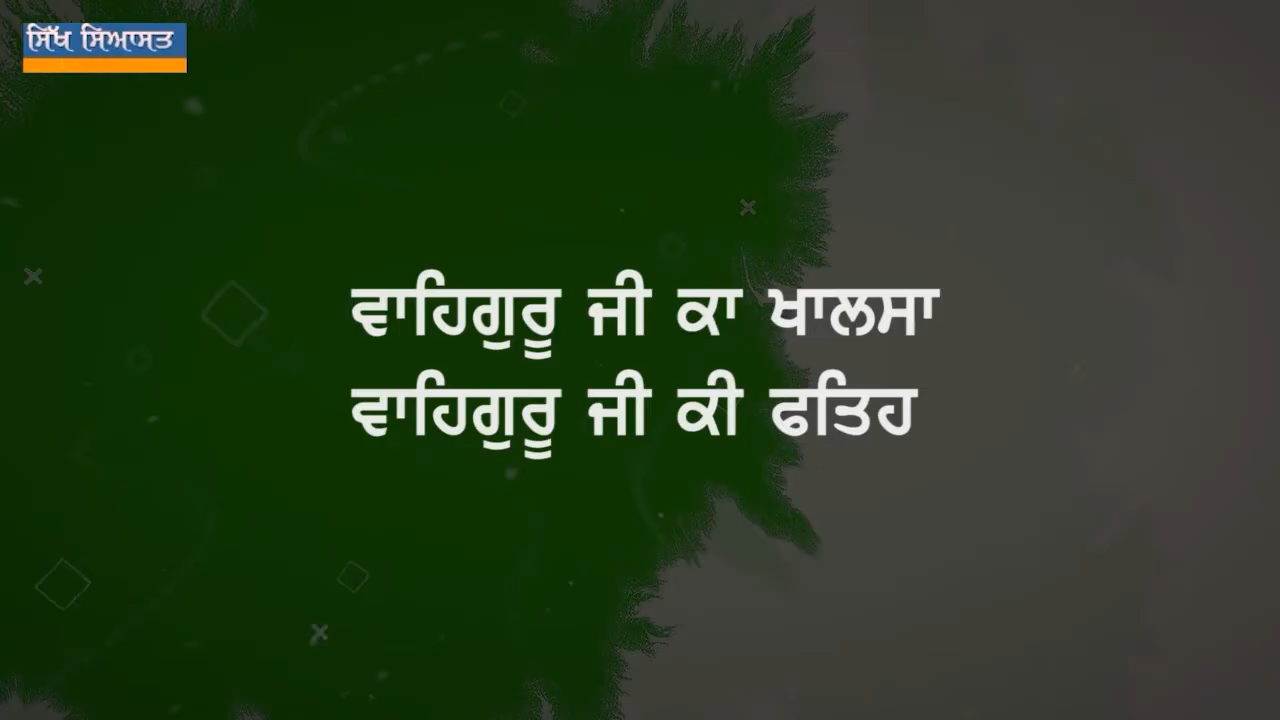 ਸਿੱਖ ਸਿਆਸਤ
ਵਾਹਿਗੁਰੂ ਜੀ ਕਾ ਖਾਲਸਾ
ਵਾਹਿਗੁਰੂ ਜੀ ਕੀ ਫਤਿਹ